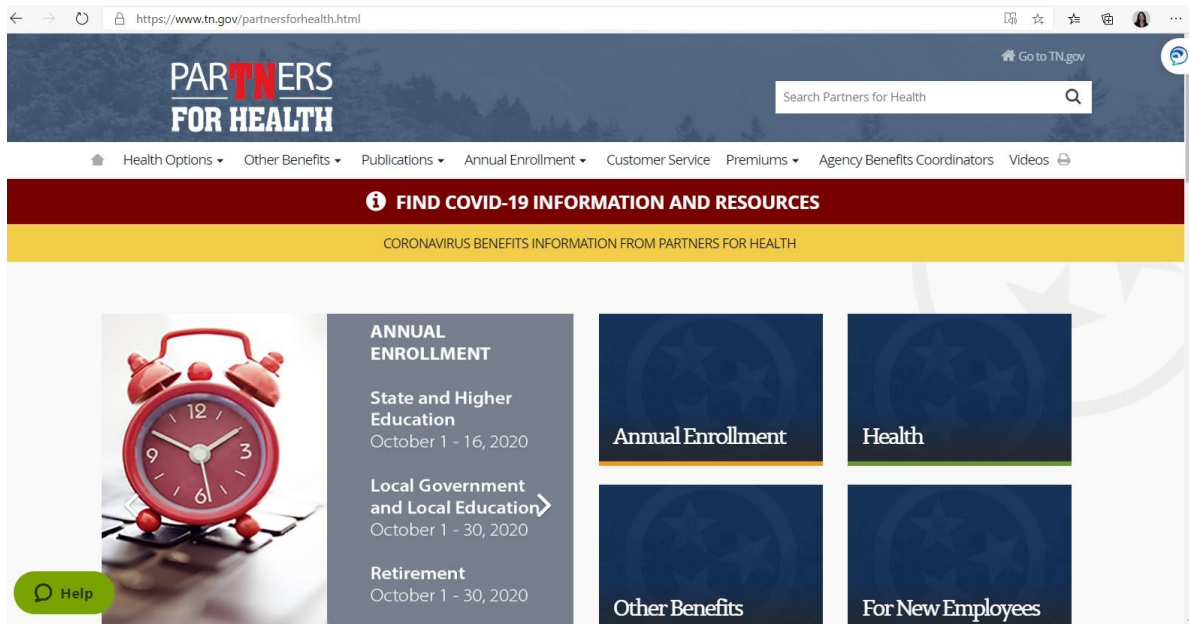 https://www.tn.gov/partnersforhealth.html
Go to TN.gov
PARTNERS
FOR HEALTH
Search Partners for Health
Health Options
Other Benefits
Publications
Annual Enrollment
Customer Service
Premiums
Agency Benefits Coordinators
Videos
FIND COVID-19 INFORMATION AND RESOURCES
CORONAVIRUS BENEFITS INFORMATION FROM PARTNERS FOR HEALTH
12
9
3
6
ANNUAL
ENROLLMENT
State and Higher
Education
October 1 - 16, 2020
Local Government
and Local Education
October 1 - 30, 2020
Retirement
October 1 - 30, 2020
Annual Enrollment
Health
Other Benefits
For New Employees
Help